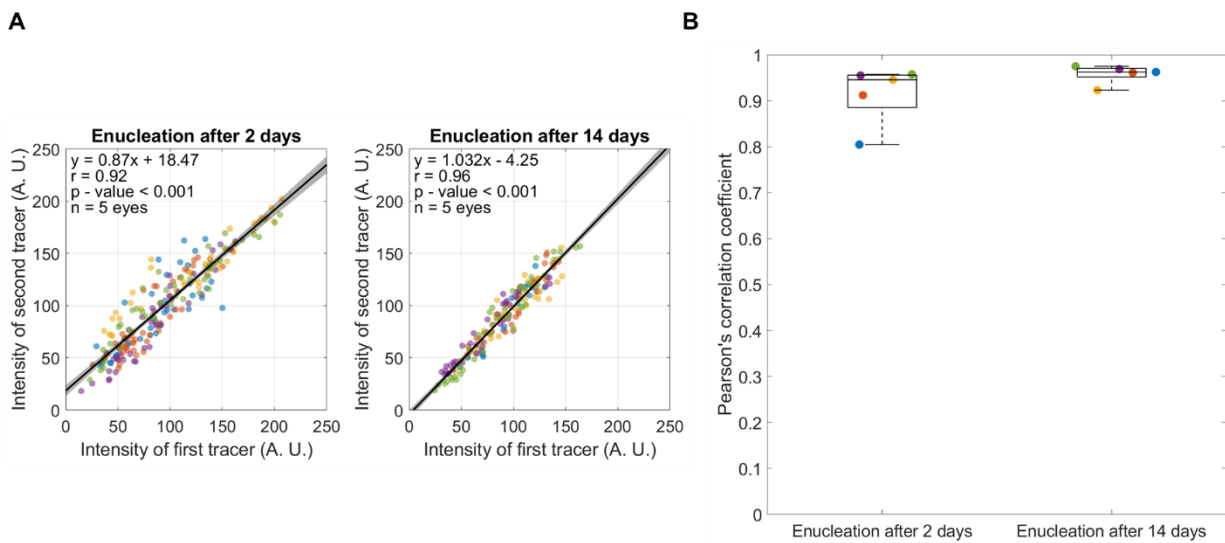 A
Enucleation after 2 days
y = 0.87x + 18.47
r = 0.92
p - value < 0.001
n = 5 eyes
Intensity of second tracer (A. U.)
250
200
150
100
50
0
0 50 100 150 200 250
Intensity of first tracer (A. U.)
Enucleation after 14 days
y = 1.032x - 4.25
r = 0.96
p - value < 0.001
n = 5 eyes
Intensity of second tracer (A. U.)
250
200
150
100
50
0
0 50 100 150 200 250
Intensity of first tracer (A. U.)
B
Pearson's correlation coefficient
1
0.9
0.8
0.7
0.6
0.5
0.4
0.3
0.2
0.1
0
Enucleation after 2 days Enucleation after 14 days